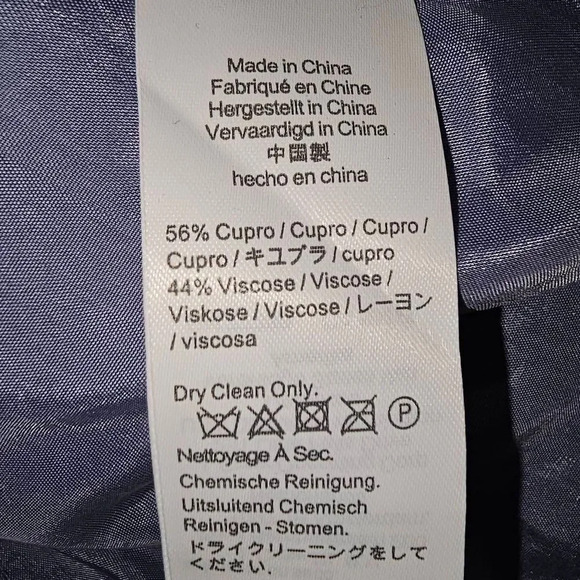 Made in China
Fabriqué en Chine
Hergestellt in China
Vervaardigd in China
中国製
hecho en china
56% Cupro / Cupro / Cupro /
Cupro / キユプラ / cupro
44% Viscose / Viscose /
Viskose / Viscose / レーヨン
/ viscosa
Dry Clean Only.
P
Nettoyage À Sec.
Chemische Reinigung.
Uitsluitend Chemisch
Reinigen - Stomen.
ドライクリーニングをして
ください.